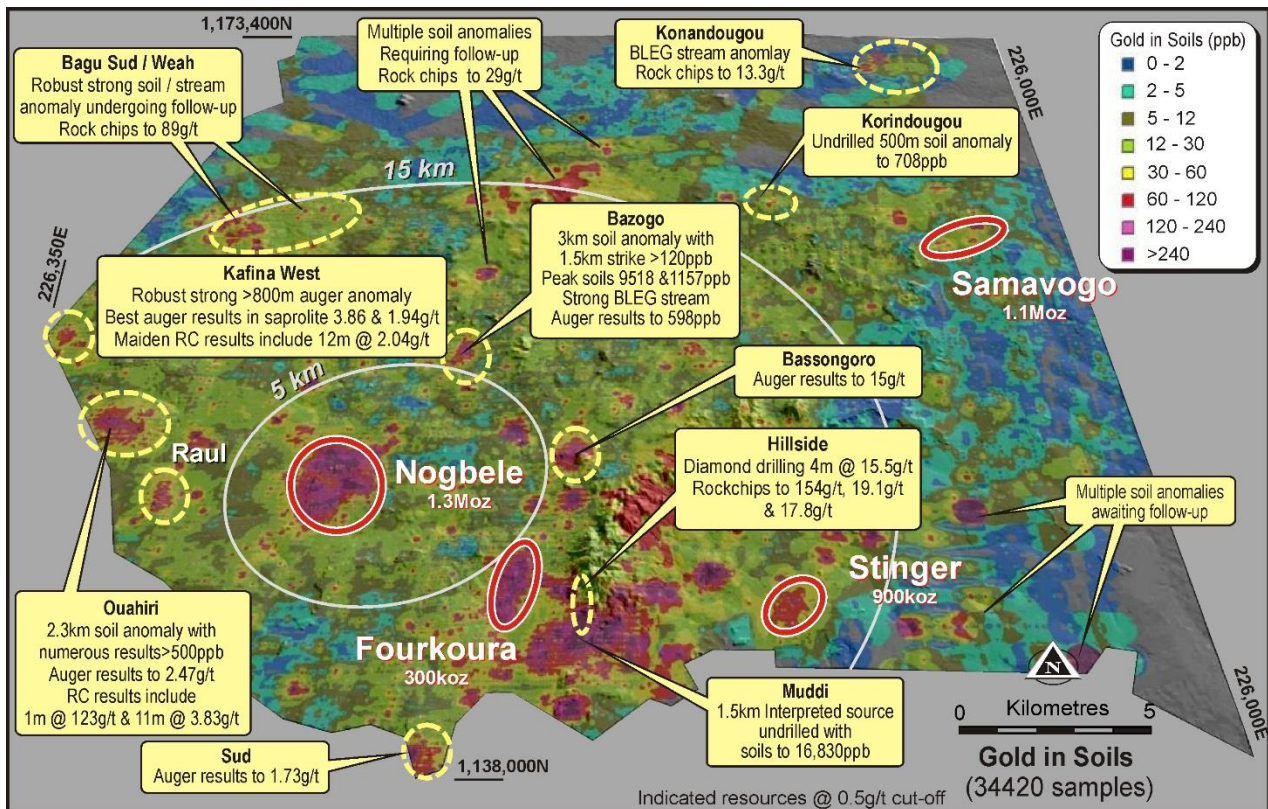 1,173,400N
Bagu Sud / Weah
Robust strong soil / stream
anomaly undergoing follow-up
Rock chips to 89g/t
Multiple soil anomalies
Requiring follow-up
Rock chips to 29g/t
Konandougou
BLEG stream anomlay
Rock chips to 13.3g/t
226,000E
Gold in Soils (ppb)
0 - 2
2 - 5
5 - 12
12 - 30
30 - 60
60 - 120
120 - 240
>240
Korindougou
Undrilled 500m soil anomaly
to 708ppb
15 km
226,350E
Kafina West
Robust strong >800m auger anomaly
Best auger results in saprolite 3.86 & 1.94g/t
Maiden RC results include 12m @ 2.04g/t
Bazogo
3km soil anomaly with
1.5km strike >120ppb
Peak soils 9518 &1157ppb
Strong BLEG stream
Auger results to 598ppb
Samavogo
1.1Moz
5 km
Bassongoro
Auger results to 15g/t
Raul
Nogbele
1.3Moz
Hillside
Diamond drilling 4m @ 15.5g/t
Rockchips to 154g/t, 19.1g/t
& 17.8g/t
Multiple soil anomalies
awaiting follow-up
Stinger
900koz
Ouahiri
2.3km soil anomaly with
numerous results>500ppb
Auger results to 2.47g/t
RC results include
1m @ 123g/t & 11m @ 3.83g/t
Fourkoura
300koz
Muddi
1.5km Interpreted source
undrilled with
soils to 16,830ppb
N
226,000E
0 Kilometres 5
Sud
Auger results to 1.73g/t
1,138,000N
Gold in Soils
(34420 samples)
Indicated resources @ 0.5g/t cut-off